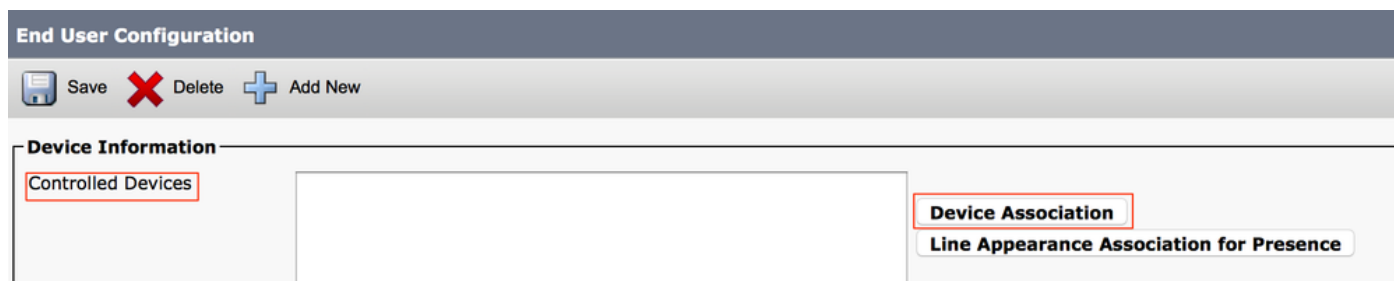 End User Configuration
Save Delete Add New
Device Information
Controlled Devices
Device Association
Line Appearance Association for Presence